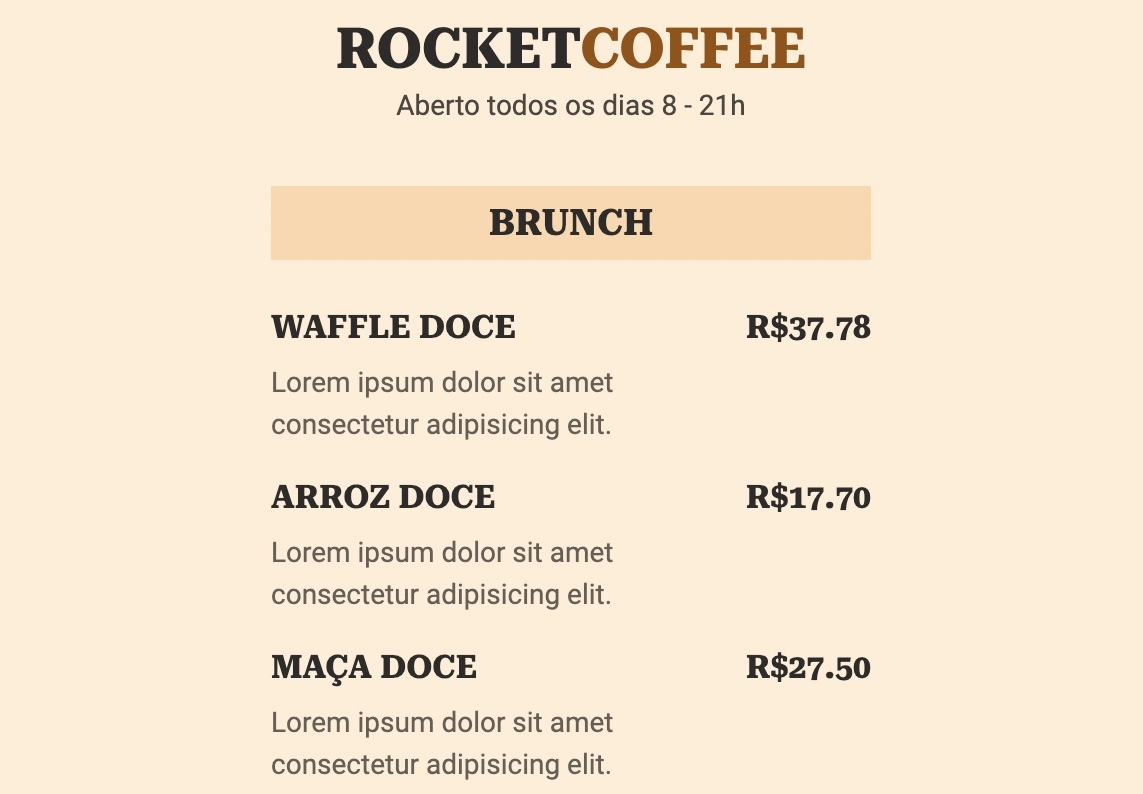 ROCKETCOFFEE
Aberto todos os dias 8 - 21h
BRUNCH
WAFFLE DOCE R$37.78
Lorem ipsum dolor sit amet
consectetur adipisicing elit.
ARROZ DOCE R$17.70
Lorem ipsum dolor sit amet
consectetur adipisicing elit.
MAÇA DOCE R$27.50
Lorem ipsum dolor sit amet
consectetur adipisicing elit.